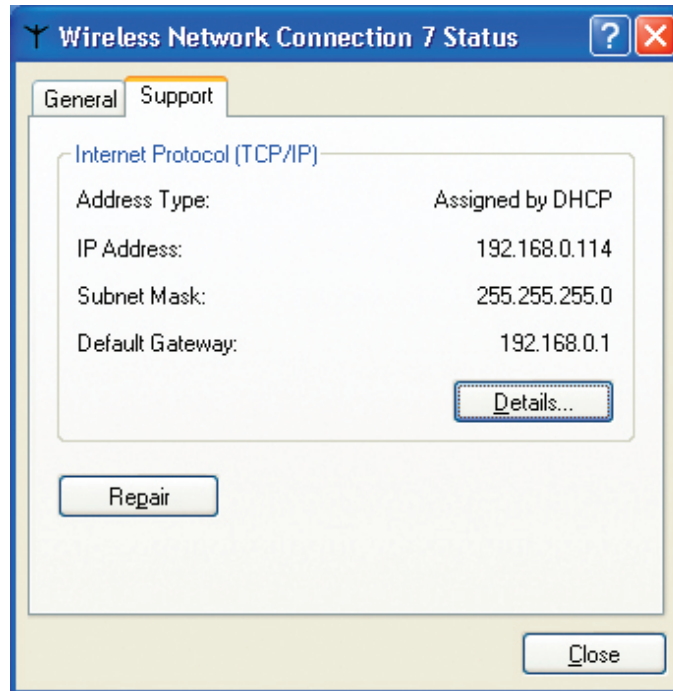 Wireless Network Connection 7 Status
General Support
Internet Protocol (TCP/IP)
Address Type: Assigned by DHCP
IP Address: 192.168.0.114
Subnet Mask: 255.255.255.0
Default Gateway: 192.168.0.1
Details...
Repair
Close